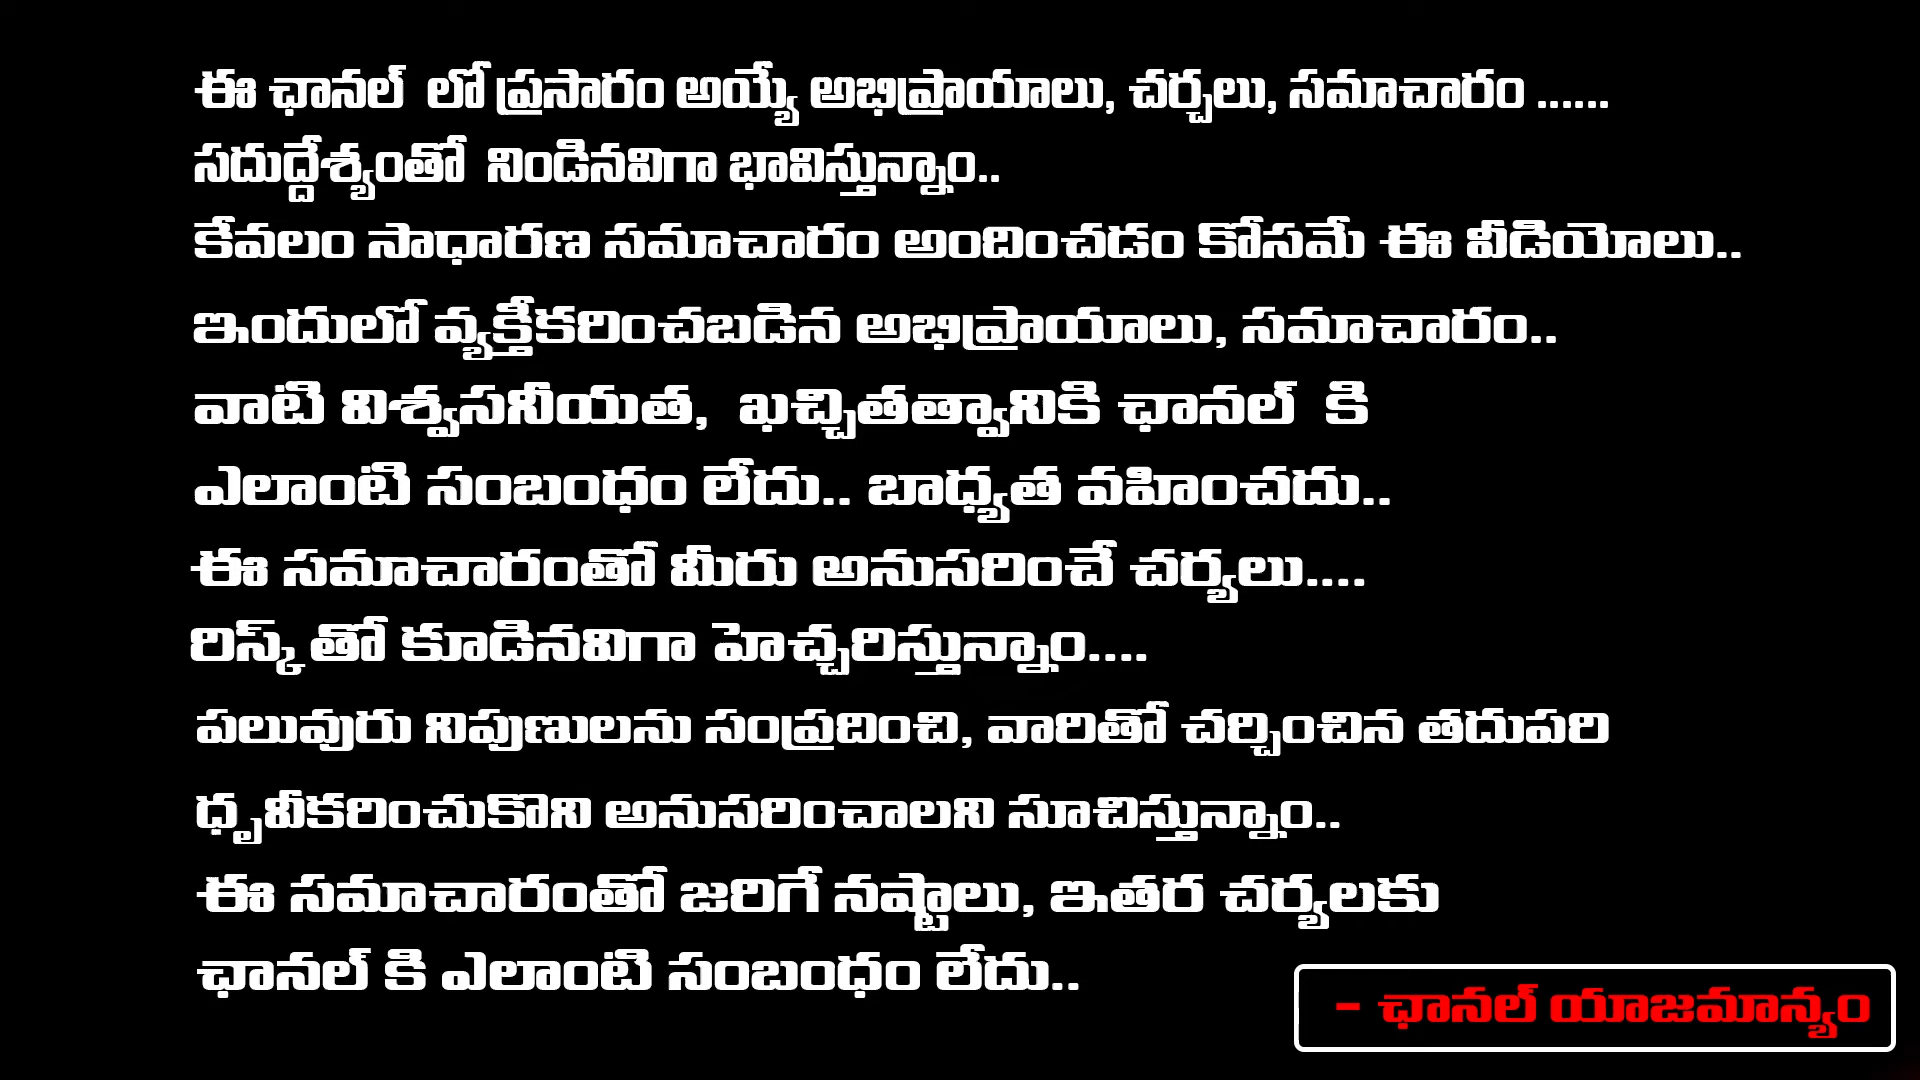 ఈ ఛానల్ లో ప్రసారం అయ్యే అభిప్రాయాలు, చర్చలు, సమాచారం ......
సదుద్దేశ్యంతో నిండినవిగా భావిస్తున్నాం..
కేవలం సాధారణ సమాచారం అందించడం కోసమే ఈ వీడియోలు..
ఇందులో వ్యక్తీకరించబడిన అభిప్రాయాలు, సమాచారం..
వాటి విశ్వసనీయత, ఖచ్చితత్వానికి ఛానల్ కి
ఎలాంటి సంబంధం లేదు.. బాధ్యత వహించదు..
ఈ సమాచారంతో మీరు అనుసరించే చర్యలు....
రిస్క్ తో కూడినవిగా హెచ్చరిస్తున్నాం....
పలువురు నిపుణులను సంప్రదించి, వారితో చర్చించిన తదుపరి
ధృవీకరించుకొని అనుసరించాలని సూచిస్తున్నాం..
ఈ సమాచారంతో జరిగే నష్టాలు, ఇతర చర్యలకు
ఛానల్ కి ఎలాంటి సంబంధం లేదు..
- ఛానల్ యాజమాన్యం